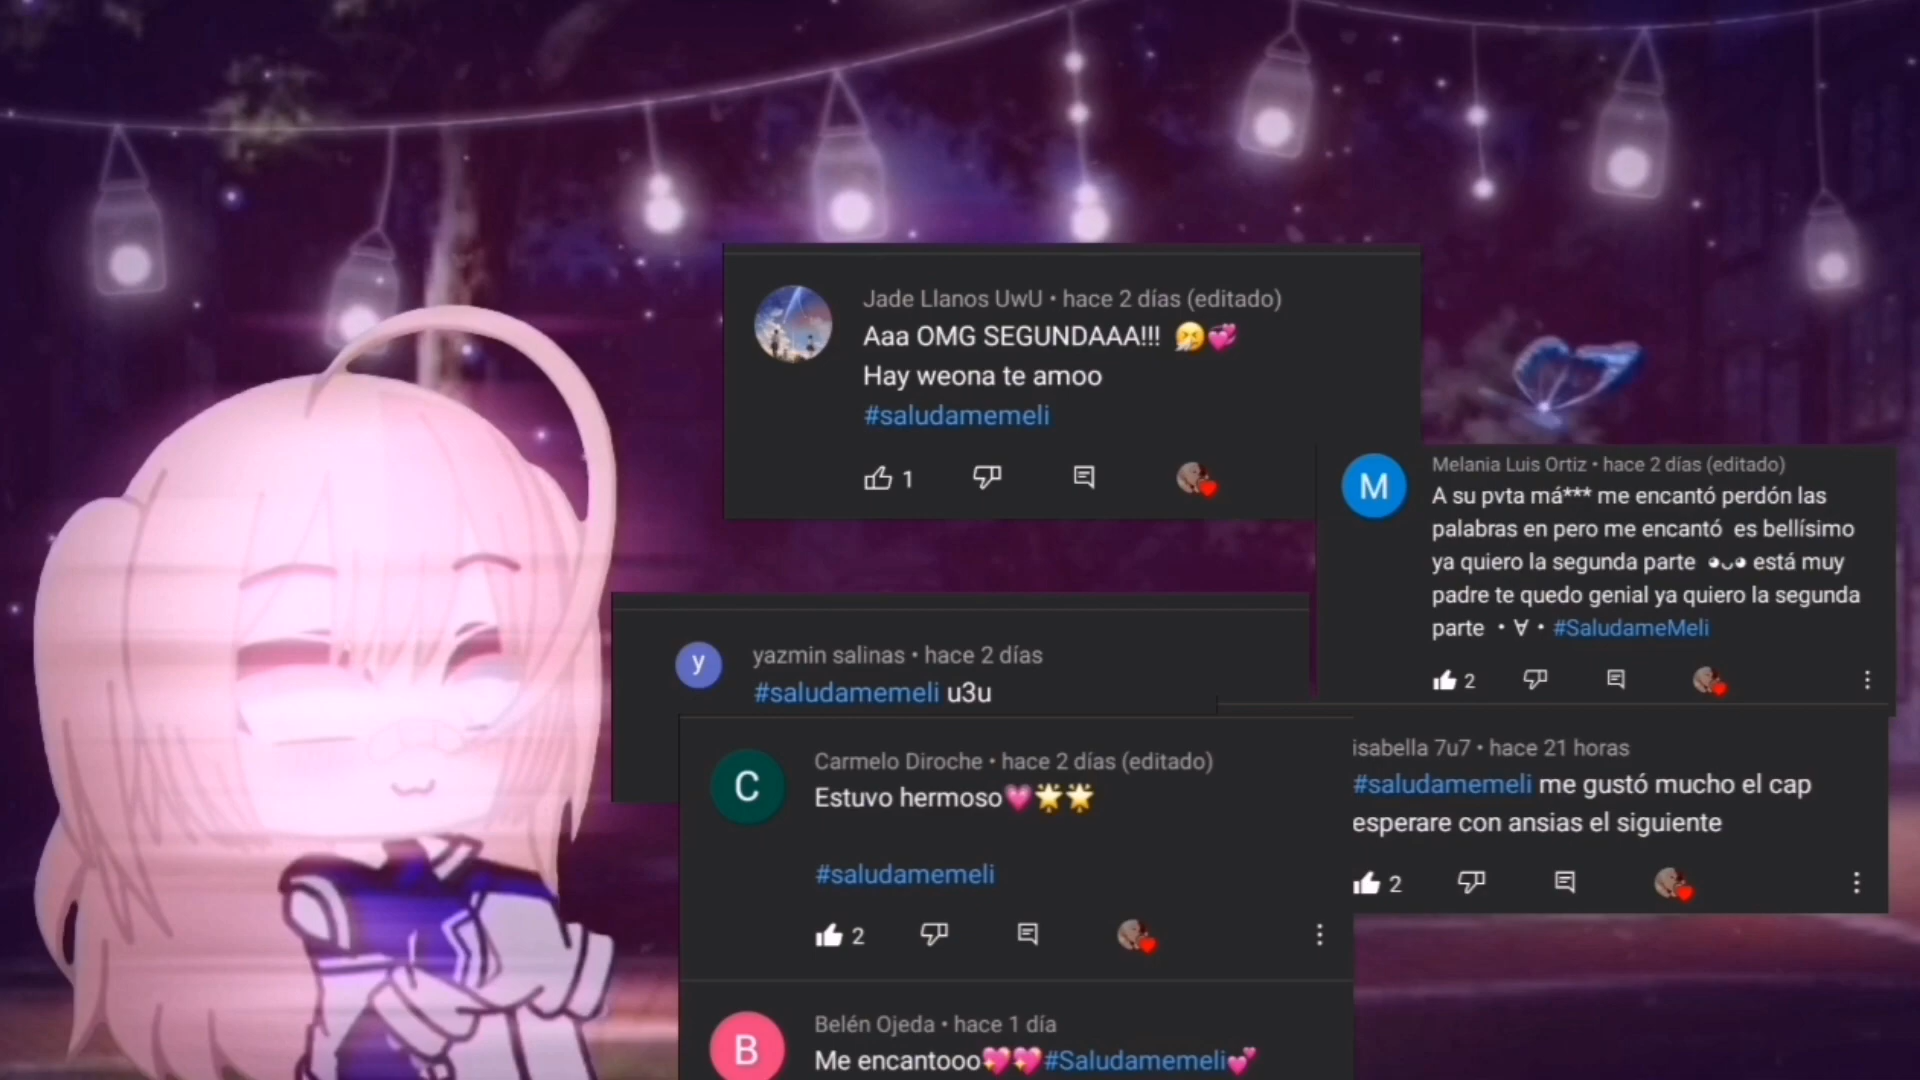 Jade Llanos UwU • hace 2 días (editado)
Aaa OMG SEGUNDAAA!!! 🤧💞
Hay weona te amoo
#saludamemeli
1
M
Melania Luis Ortiz • hace 2 días (editado)
A su pvta má*** me encantó perdón las
palabras en pero me encantó es bellísimo
ya quiero la segunda parte ◕ᴗ◕ está muy
padre te quedo genial ya quiero la segunda
parte ・∀・#SaludameMeli
2
y
yazmin salinas • hace 2 días
#saludamemeli u3u
C
Carmelo Diroche • hace 2 días (editado)
Estuvo hermoso💗🌟🌟
#saludamemeli
2
isabella 7u7 • hace 21 horas
#saludamemeli me gustó mucho el cap
esperare con ansias el siguiente
2
B
Belén Ojeda • hace 1 día
Me encantooo💖💖#Saludamemeli💕